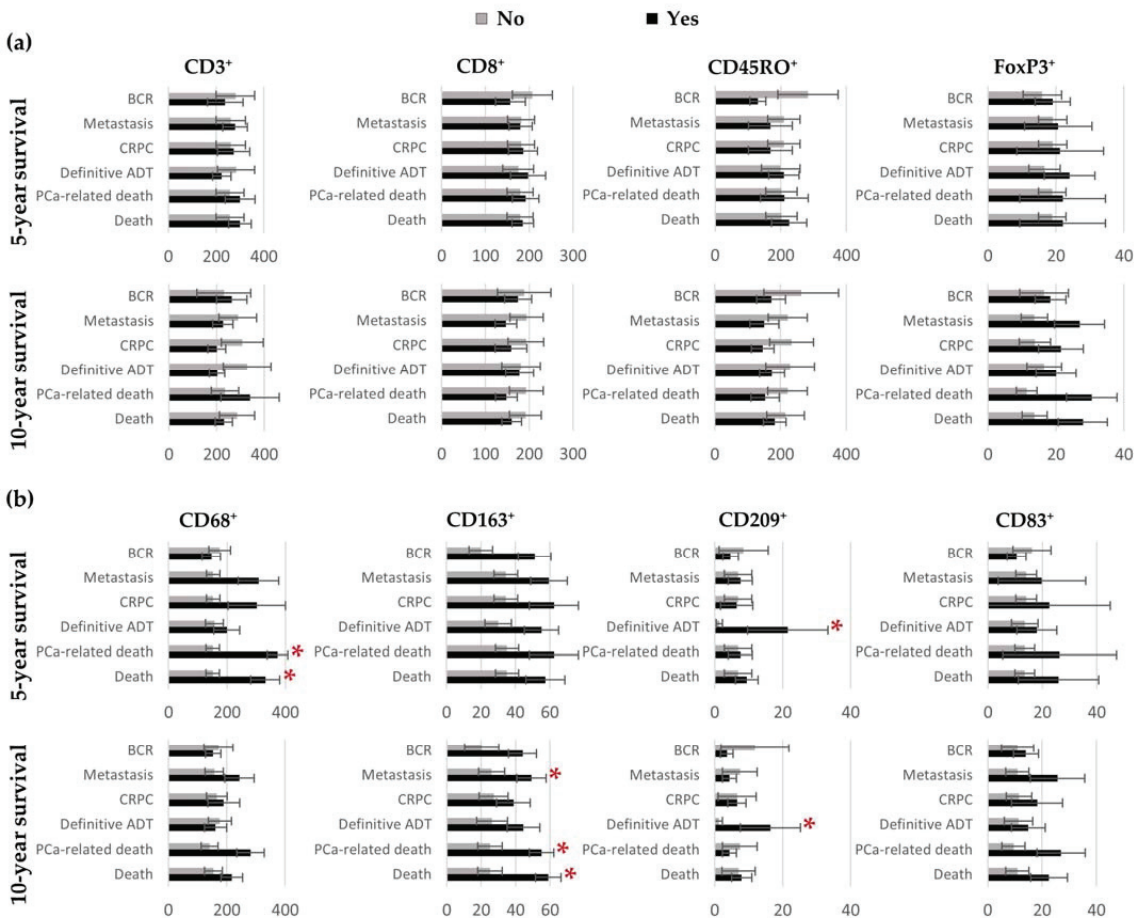 No Yes
(a)
CD3⁺ CD8⁺ CD45RO⁺ FoxP3⁺
5-year survival
BCR BCR BCR BCR
Metastasis Metastasis Metastasis Metastasis
CRPC CRPC CRPC CRPC
Definitive ADT Definitive ADT Definitive ADT Definitive ADT
PCa-related death PCa-related death PCa-related death PCa-related death
Death Death Death Death
0 200 400 0 100 200 300 0 100 200 300 400 0 20 40
10-year survival
BCR BCR BCR BCR
Metastasis Metastasis Metastasis Metastasis
CRPC CRPC CRPC CRPC
Definitive ADT Definitive ADT Definitive ADT Definitive ADT
PCa-related death PCa-related death PCa-related death PCa-related death
Death Death Death Death
0 200 400 0 100 200 300 0 100 200 300 400 0 20 40
(b)
CD68⁺ CD163⁺ CD209⁺ CD83⁺
5-year survival
BCR BCR BCR BCR
Metastasis Metastasis Metastasis Metastasis
CRPC CRPC CRPC CRPC
Definitive ADT Definitive ADT Definitive ADT * Definitive ADT
PCa-related death * PCa-related death PCa-related death PCa-related death
Death * Death Death Death
0 200 400 0 20 40 60 0 20 40 0 20 40
10-year survival
BCR BCR BCR BCR
Metastasis Metastasis * Metastasis Metastasis
CRPC CRPC CRPC CRPC
Definitive ADT Definitive ADT Definitive ADT * Definitive ADT
PCa-related death PCa-related death * PCa-related death PCa-related death
Death Death * Death Death
0 200 400 0 20 40 60 0 20 40 0 20 40